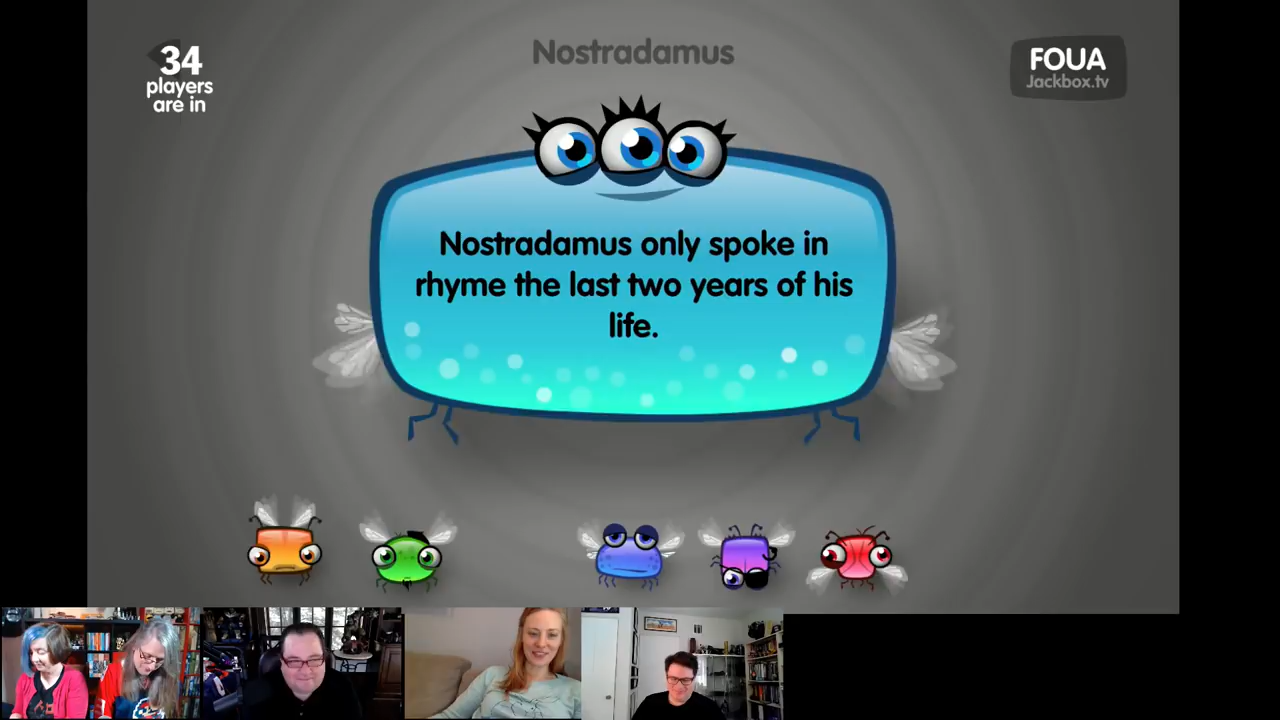 34
players
are in
Nostradamus
FOUA
Jackbox.tv
Nostradamus only spoke in
rhyme the last two years of his
life.